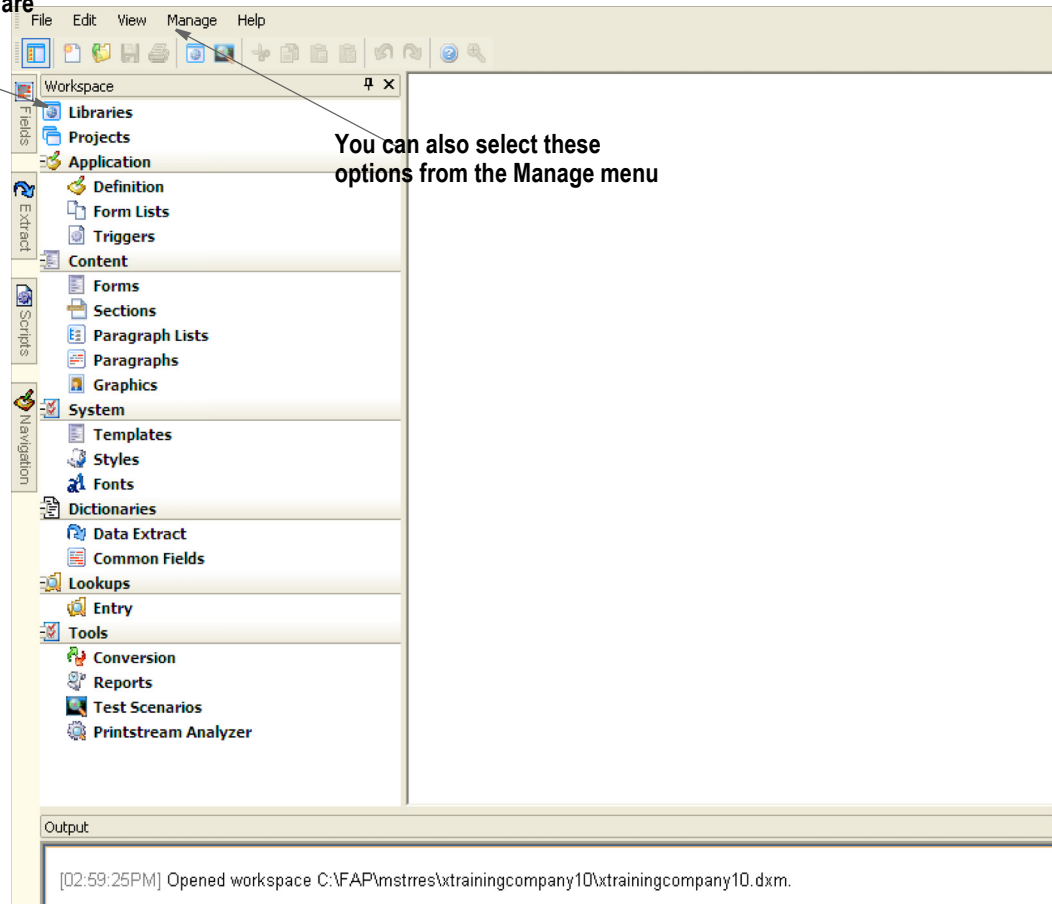 are
File Edit View Manage Help
Workspace
Libraries
Projects
You can also select these
options from the Manage menu
Application
Definition
Form Lists
Triggers
Content
Forms
Sections
Paragraph Lists
Paragraphs
Graphics
System
Templates
Styles
Fonts
Dictionaries
Data Extract
Common Fields
Lookups
Entry
Tools
Conversion
Reports
Test Scenarios
Printstream Analyzer
Fields
Extract
Scripts
Navigation
Output
[02:59:25PM] Opened workspace C:\FAP\mstrres\xtrainingcompany10\xtrainingcompany10.dxm.